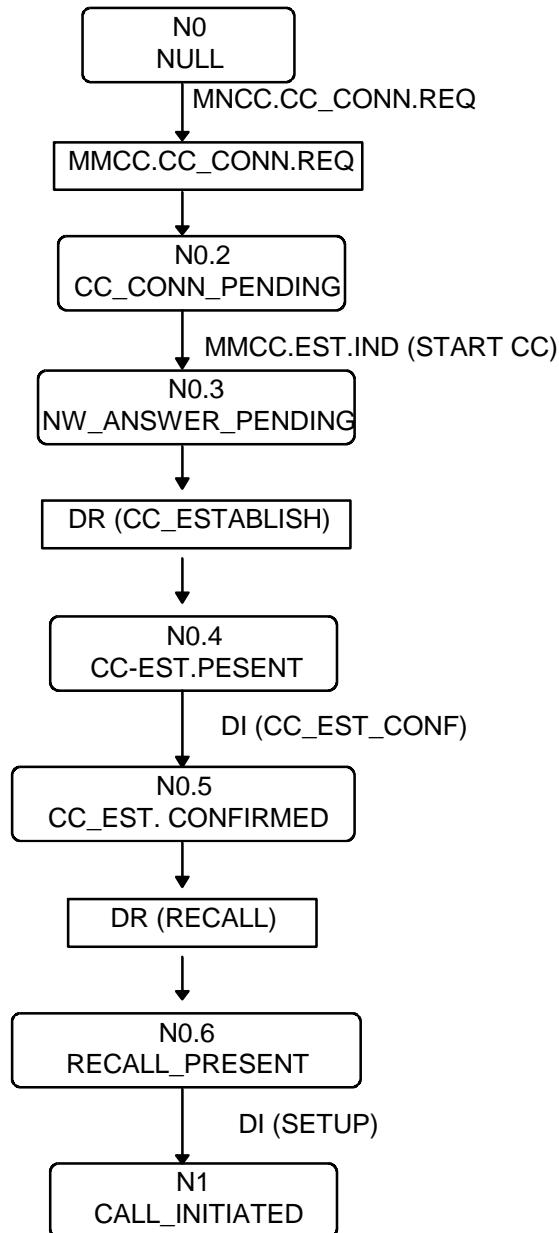 N0
NULL
MNCC.CC_CONN.REQ
MMCC.CC_CONN.REQ
N0.2
CC_CONN_PENDING
MMCC.EST.IND (START CC)
N0.3
NW_ANSWER_PENDING
DR (CC_ESTABLISH)
N0.4
CC-EST.PESENT
DI (CC_EST_CONF)
N0.5
CC_EST. CONFIRMED
DR (RECALL)
N0.6
RECALL_PRESENT
DI (SETUP)
N1
CALL_INITIATED